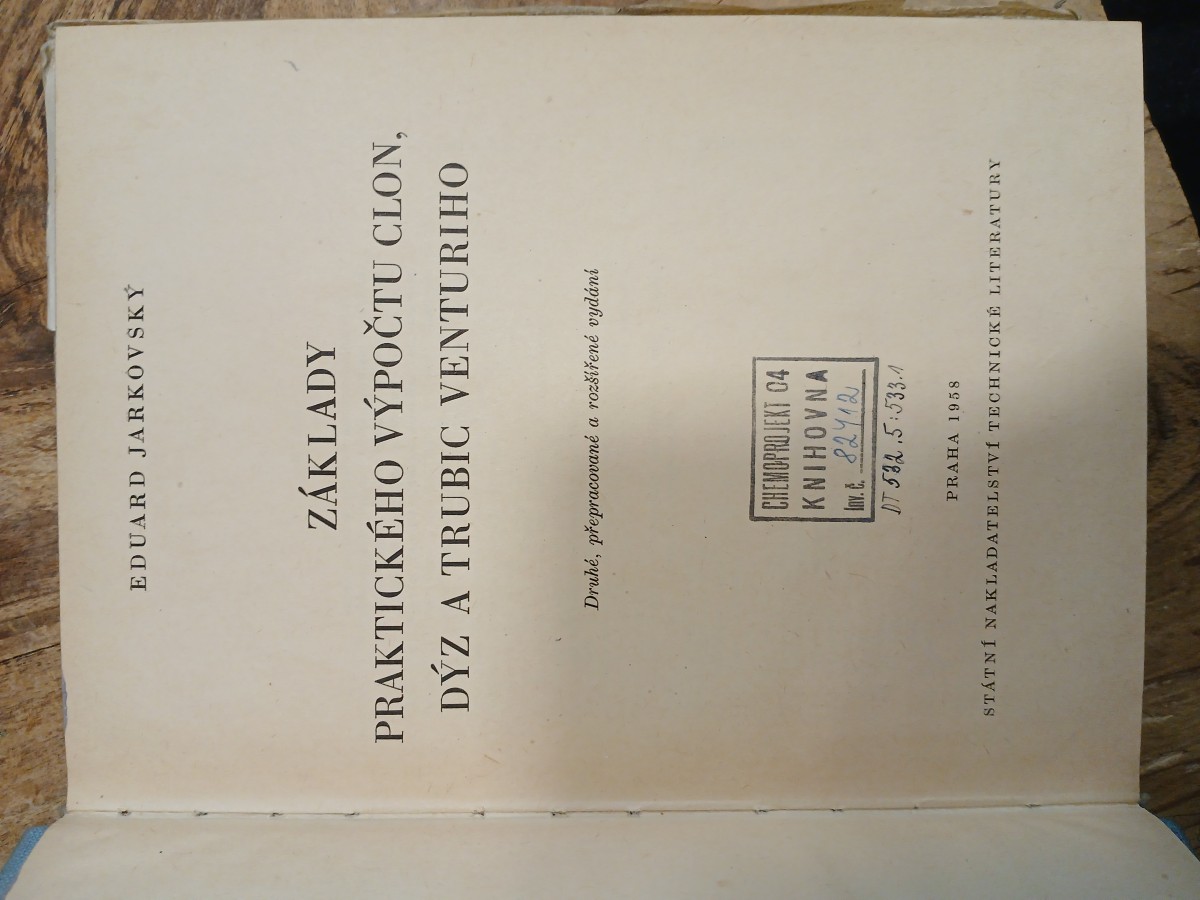 EDUARD JARKOVSKÝ
ZÁKLADY
PRAKTICKÉHO VÝPOČTU CLON,
DÝZ A TRUBIC VENTURIHO
Druhé, přepracované a rozšířené vydání
CHEMOPROJEKT 04
KNIHOVNA
Inv. č. 82412
DT 532.5:533.1
PRAHA 1958
STÁTNÍ NAKLADATELSTVÍ TECHNICKÉ LITERATURY